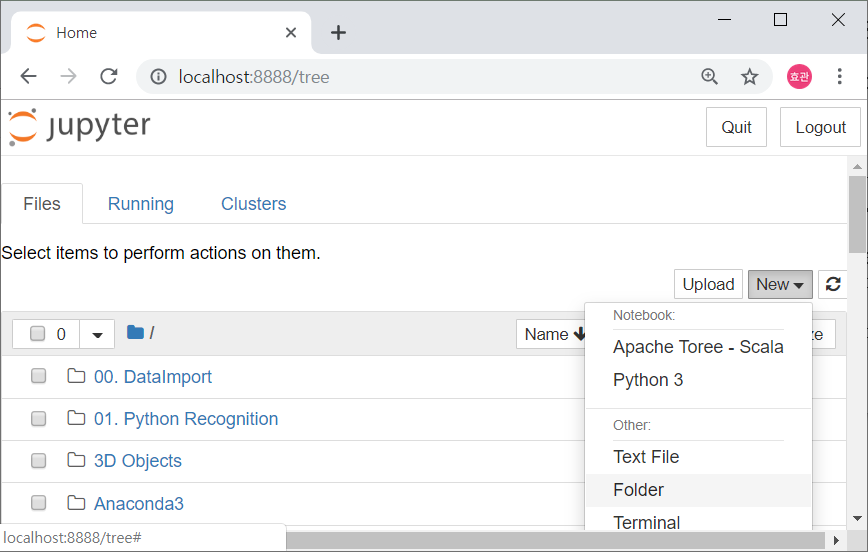 Home
localhost:8888/tree
효관
jupyter
Quit
Logout
Files
Running
Clusters
Select items to perform actions on them.
Upload
New
0
/
Name
ze
Notebook:
Apache Toree - Scala
Python 3
Other:
Text File
Folder
Terminal
00. DataImport
01. Python Recognition
3D Objects
Anaconda3
localhost:8888/tree#